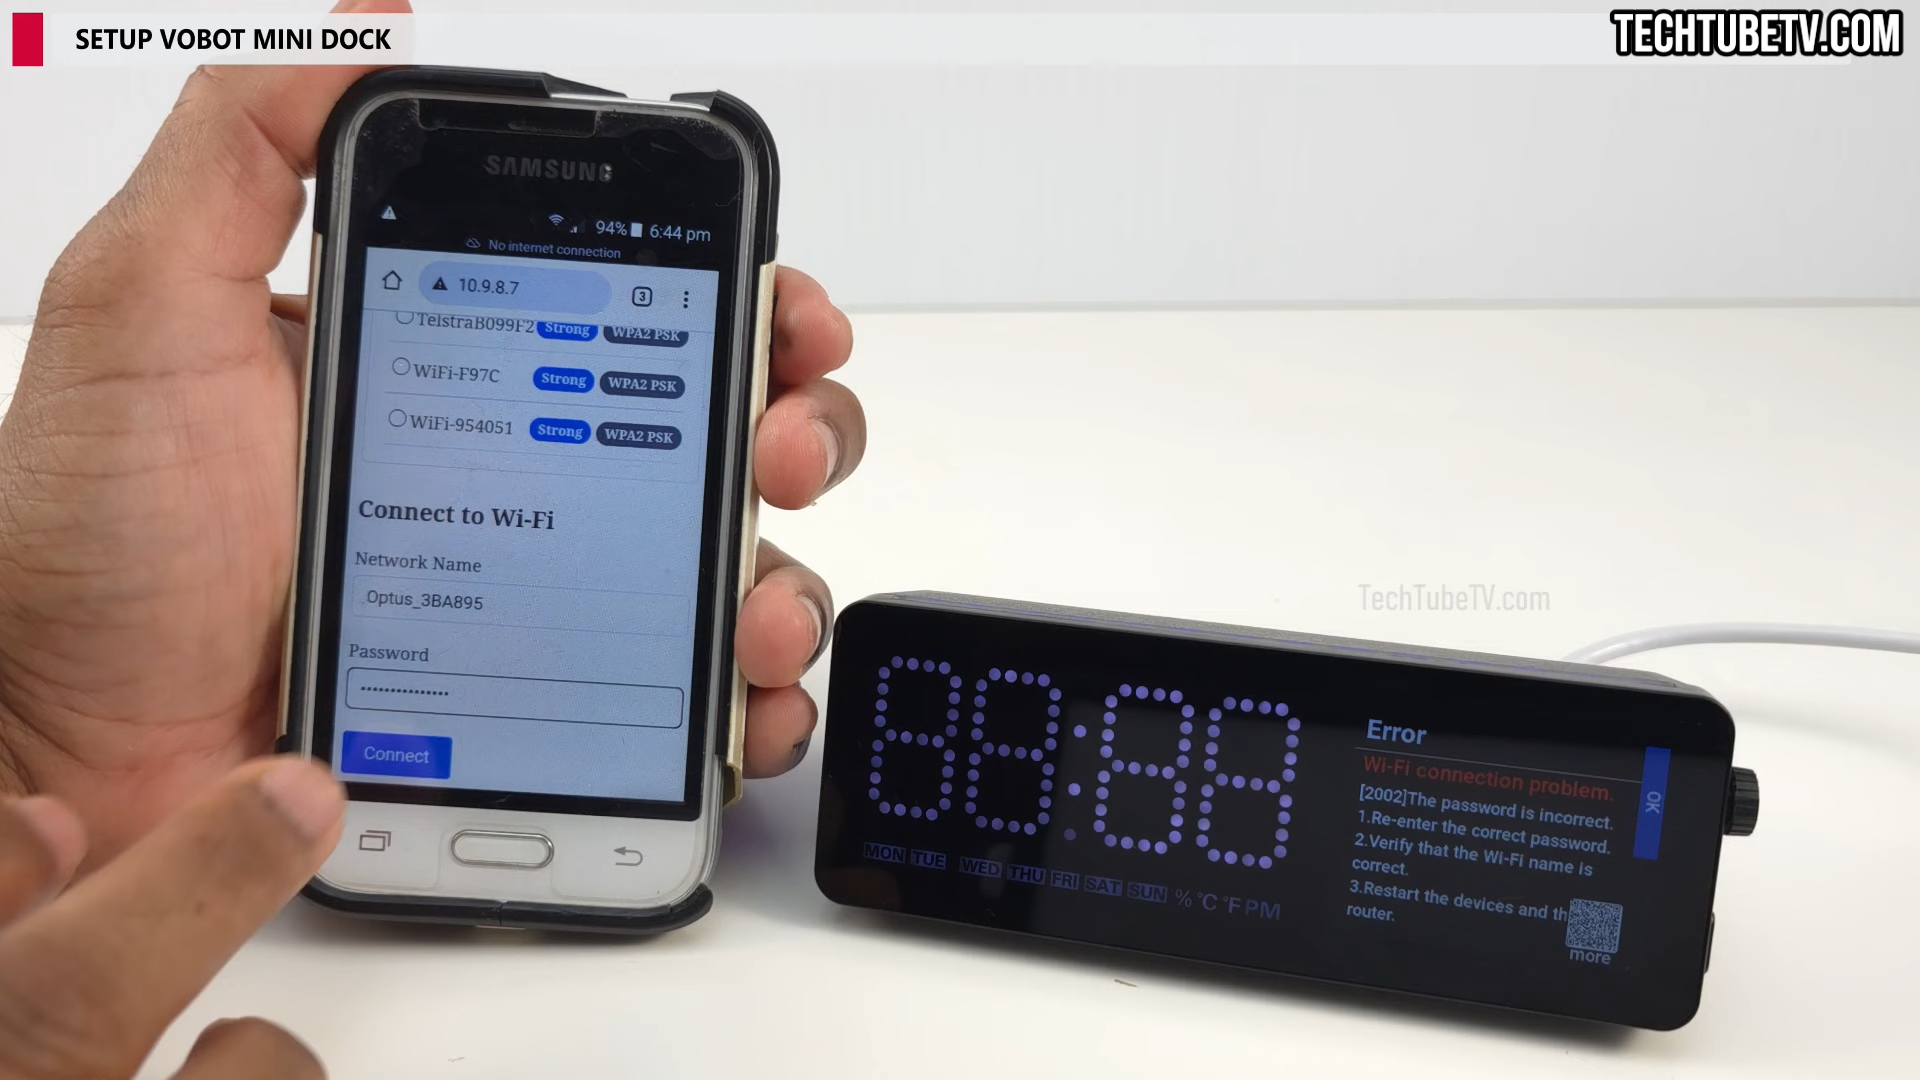 SETUP VOBOT MINI DOCK
TECHTUBETV.COM
SAMSUNG
94% 6:44 pm
No internet connection
10.9.8.7
3
TelstraB099F2 Strong WPA2 PSK
WiFi-F97C Strong WPA2 PSK
WiFi-954051 Strong WPA2 PSK
Connect to Wi-Fi
Network Name
Optus_3BA895
Password
••••••••••••••••
Connect
TechTubeTV.com
88:88
MON TUE WED THU FRI SAT SUN % °C °F PM
Error
Wi-Fi connection problem.
[2002]The password is incorrect.
1.Re-enter the correct password.
2.Verify that the Wi-Fi name is
correct.
3.Restart the devices and th
router.
OK
more